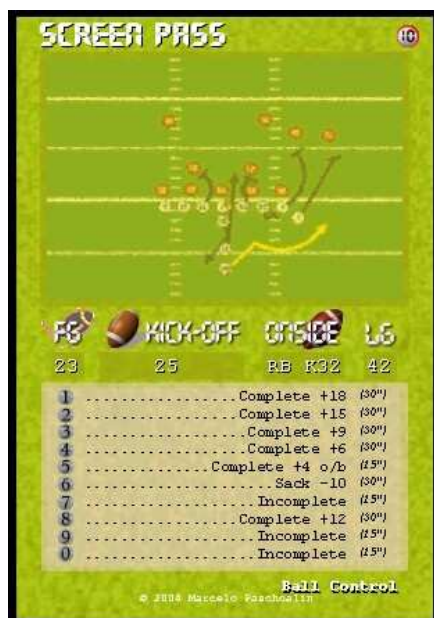 SCREEN PASS
10
FG KICK-OFF ONSIDE LG
23 25 RB K32 42
1 ..................Complete +18 (30")
2 ..................Complete +15 (30")
3 ...................Complete +9 (30")
4 ...................Complete +6 (30")
5 ...............Complete +4 o/b (15")
6 ......................Sack -10 (30")
7 ....................Incomplete (15")
8 ..................Complete +12 (30")
9 ....................Incomplete (15")
0 ....................Incomplete (15")
Ball Control
© 2004 Marcelo Paschoalin